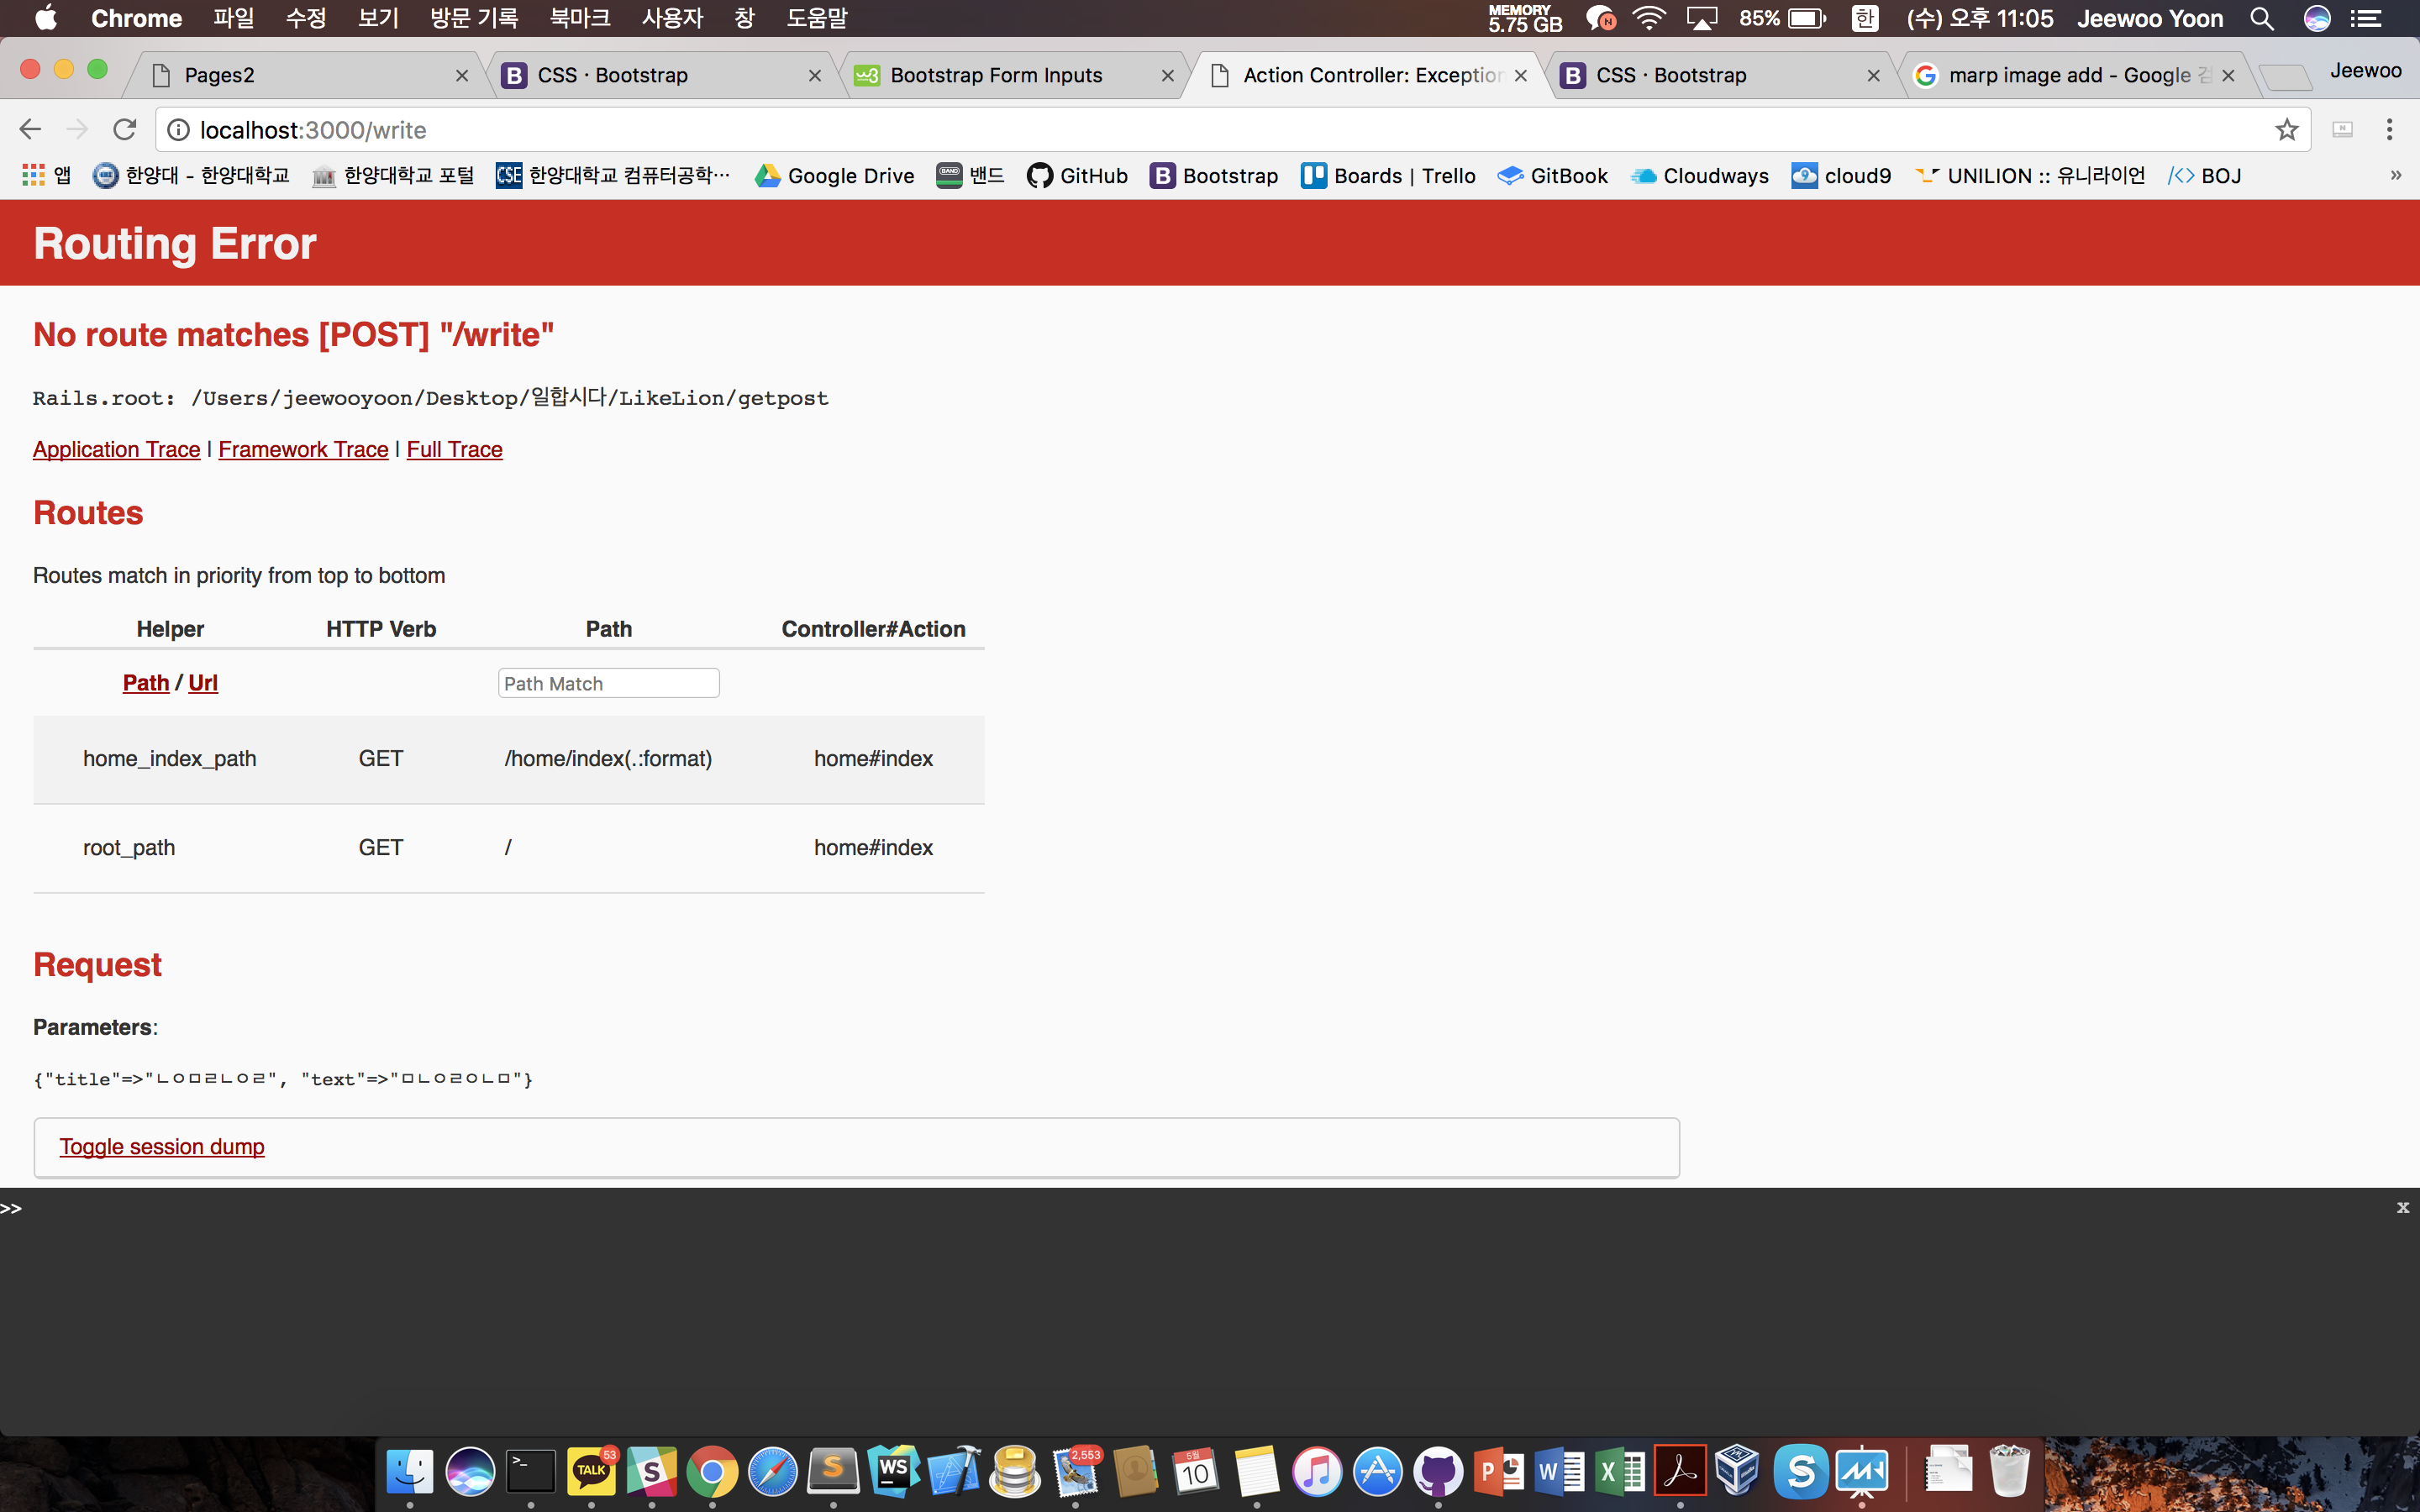 Chrome 파일 수정 보기 방문 기록 북마크 사용자 창 도움말 MEMORY 5.75 GB N 85% 한 (수) 오후 11:05 Jeewoo Yoon
Pages2 B CSS · Bootstrap w3 Bootstrap Form Inputs Action Controller: Exception B CSS · Bootstrap G marp image add - Google 검 Jeewoo
localhost:3000/write
앱 한양대 - 한양대학교 한양대학교 포털 CSE 한양대학교 컴퓨터공학… Google Drive BAND 밴드 GitHub B Bootstrap Boards | Trello GitBook Cloudways 9 cloud9 UNILION :: 유니라이언 /<> BOJ »
Routing Error
No route matches [POST] "/write"
Rails.root: /Users/jeewooyoon/Desktop/일합시다/LikeLion/getpost
Application Trace | Framework Trace | Full Trace
Routes
Routes match in priority from top to bottom
Helper HTTP Verb Path Controller#Action
Path / Url Path Match
home_index_path GET /home/index(.:format) home#index
root_path GET / home#index
Request
Parameters:
{"title"=>"ㄴㅇㅁㄹㄴㅇㄹ", "text"=>"ㅁㄴㅇㄹㅇㄴㅁ"}
Toggle session dump
>> x
>_ TALK 53 S S WS 2,553 5월 10 P W X S